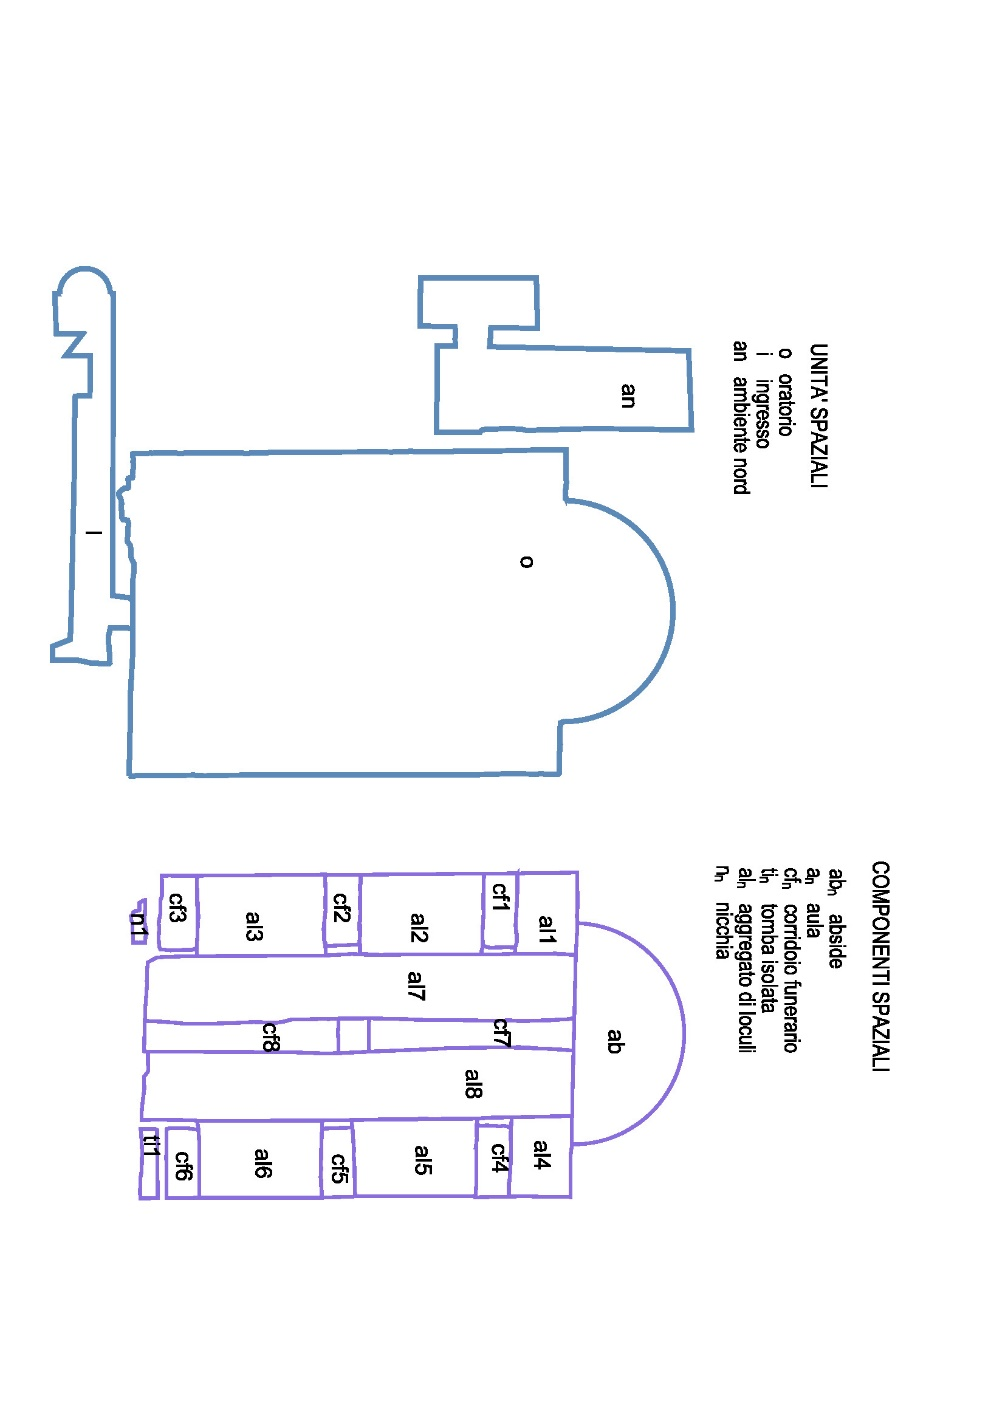 UNITA' SPAZIALI
o oratorio
i ingresso
an ambiente nord
an
o
I
COMPONENTI SPAZIALI
abn abside
an aula
cfn corridoio funerario
tin tomba isolata
aln aggregato di loculi
nn nicchia
ab
al1
cf1
al2
cf2
al3
cf3
n1
al7
cf7
cf8
al8
al4
cf4
al5
cf5
al6
cf6
ti1